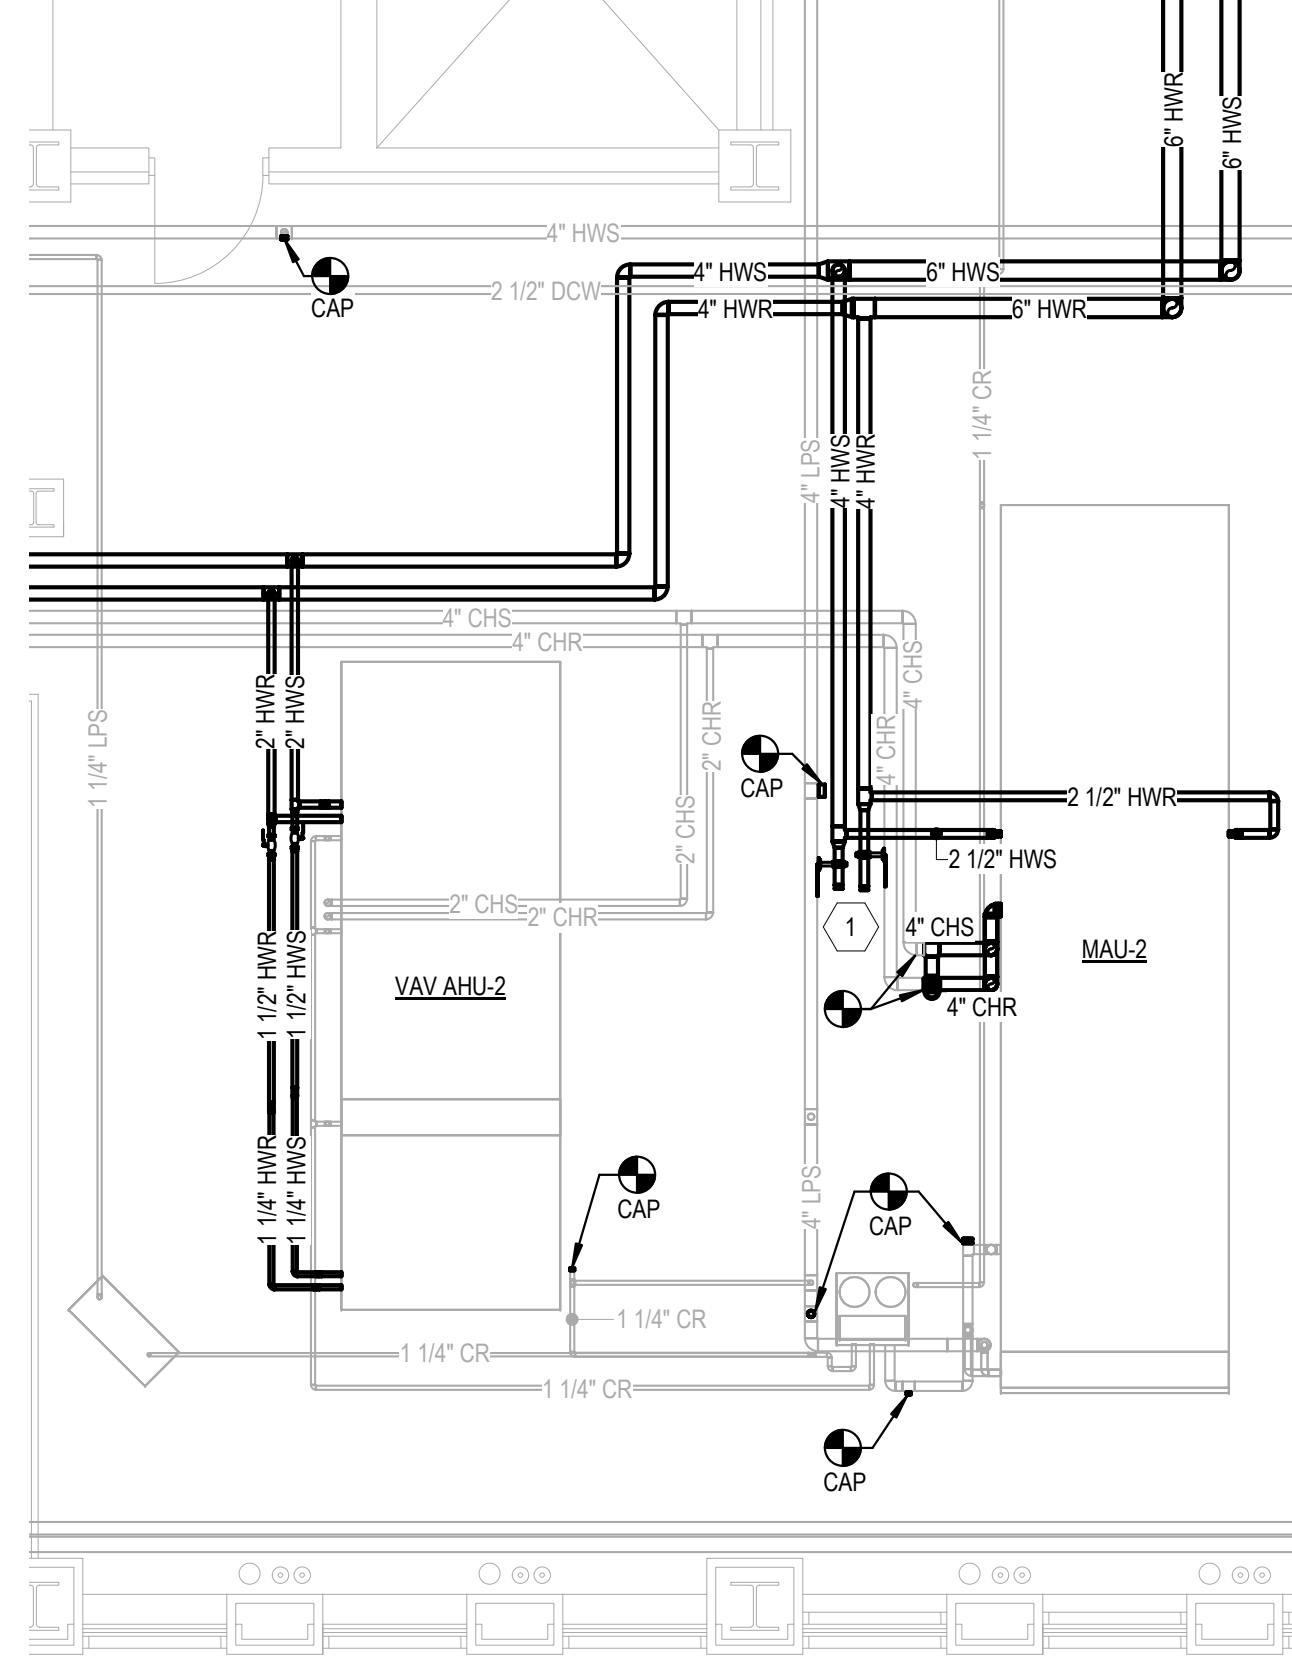 6" HWR
6" HWS
4" HWS
CAP
2 1/2" DCW
4" HWS
6" HWS
4" HWR
6" HWR
1 1/4" CR
4" LPS
4" HWS
4" HWR
4" CHS
4" CHR
4" CHS
4" CHR
2" HWR
2" HWS
1 1/4" LPS
2" CHR
2" CHS
CAP
2 1/2" HWR
2 1/2" HWS
2" CHS
2" CHR
1
4" CHS
4" CHR
MAU-2
VAV AHU-2
1 1/2" HWR
1 1/2" HWS
1 1/4" HWR
1 1/4" HWS
CAP
4" LPS
CAP
1 1/4" CR
1 1/4" CR
1 1/4" CR
CAP